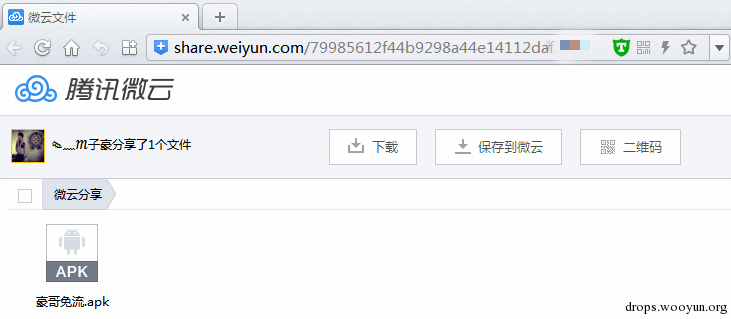 微云文件
share.weiyun.com/79985612f44b9298a44e14112daf
腾讯微云
子豪分享了1个文件
下载
保存到微云
二维码
微云分享
APK
豪哥免流.apk
drops.wooyun.org